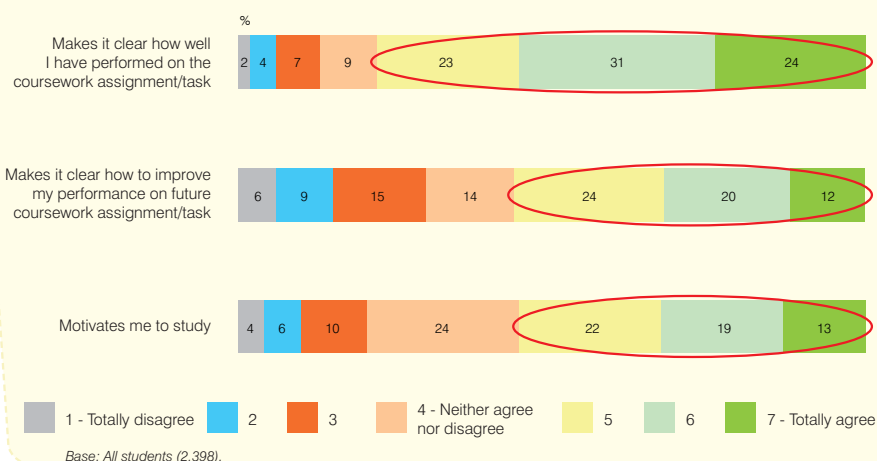 %
Makes it clear how well
I have performed on the
coursework assignment/task
2 4 7 9 23 31 24
Makes it clear how to improve
my performance on future
coursework assignment/task
6 9 15 14 24 20 12
Motivates me to study
4 6 10 24 22 19 13
1 - Totally disagree 2 3 4 - Neither agree
nor disagree 5 6 7 - Totally agree
Base: All students (2,398).